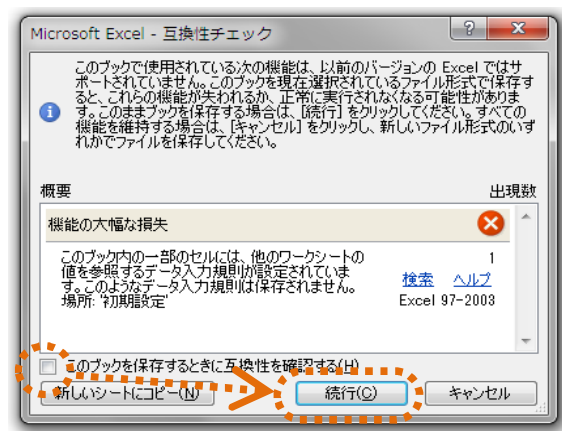 Microsoft Excel - 互換性チェック
このブックで使用されている次の機能は、以前のバージョンの Excel ではサ
ポートされていません。このブックを現在選択されているファイル形式で保存す
ると、これらの機能が失われるか、正常に実行されなくなる可能性がありま
す。このままブックを保存する場合は、[続行] をクリックしてください。すべての
機能を維持する場合は、[キャンセル] をクリックし、新しいファイル形式のいず
れかでファイルを保存してください。
概要 出現数
機能の大幅な損失
このブック内の一部のセルには、他のワークシートの
値を参照するデータ入力規則が設定されていま
す。このようなデータ入力規則は保存されません。
場所: '初期設定'
1
検索 ヘルプ
Excel 97-2003
このブックを保存するときに互換性を確認する(H)
新しいシートにコピー(N) 続行(C) キャンセル